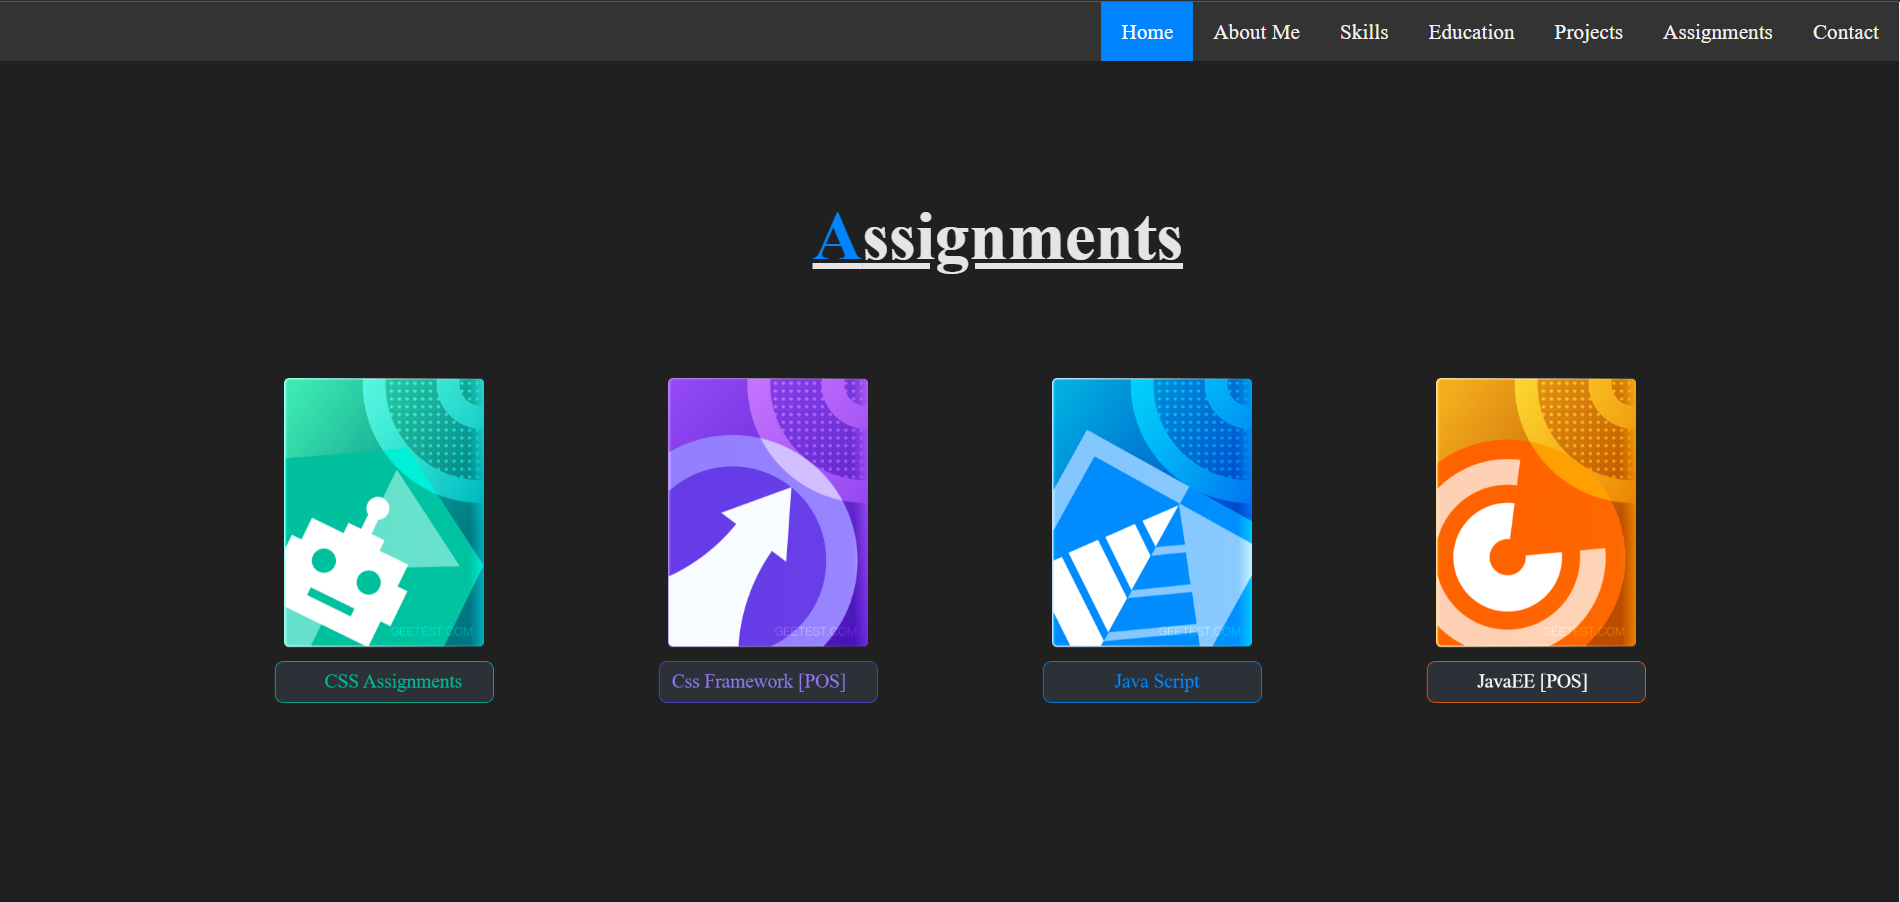 Home About Me Skills Education Projects Assignments Contact
Assignments
GEETEST.COM GEETEST.COM GEETEST.COM GEETEST.COM
CSS Assignments Css Framework [POS] Java Script JavaEE [POS]